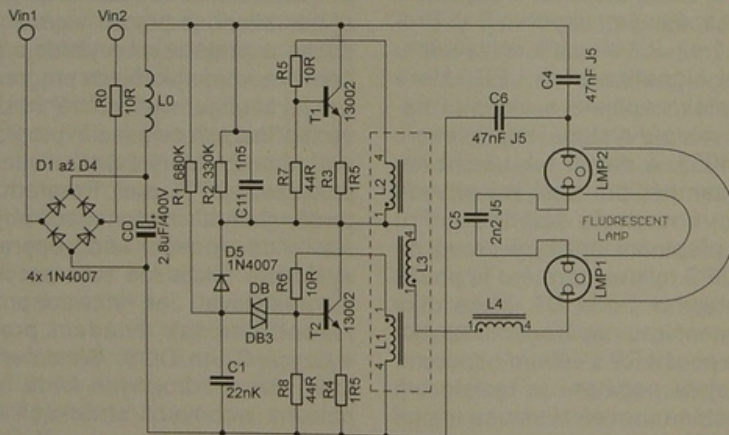 Vin1
Vin2
R0
10R
L0
D1 až D4
4x 1N4007
CD
+
2.8uF/400V
R1 680K
R2 330K
C11
1n5
R5
10R
T1
13002
R7
44R
R3
1R5
D5
1N4007
DB
DB3
R6
10R
T2
13002
C1
22nK
R8
44R
R4
1R5
4
L2
1
4
L3
1
1
L1
4
C6
47nF J5
C4
47nF J5
C5
2n2 J5
LMP2
FLUORESCENT
LAMP
LMP1
L4
1
4